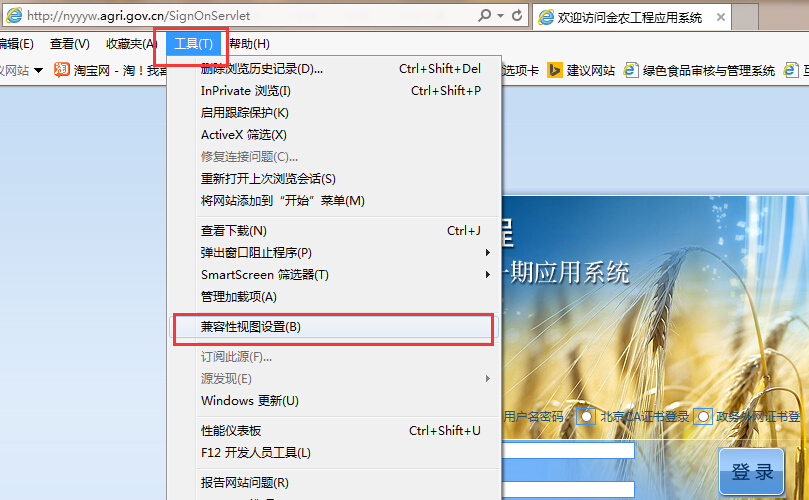 http://nyyyw.agri.gov.cn/SignOnServlet
欢迎访问金农工程应用系统
编辑(E) 查看(V) 收藏夹(A) 工具(T) 帮助(H)
议网站 淘宝网站 - 淘！我喜 选项卡 建议网站 绿色食品审核与管理系统
删除浏览历史记录(D)... Ctrl+Shift+Del
InPrivate 浏览(I) Ctrl+Shift+P
启用跟踪保护(K)
ActiveX 筛选(X)
修复连接问题(C)...
重新打开上次浏览会话(S)
将网站添加到“开始”菜单(M)
查看下载(N) Ctrl+J
弹出窗口阻止程序(P)
SmartScreen 筛选器(T)
管理加载项(A)
兼容性视图设置(B)
订阅此源(F)...
源发现(E)
Windows 更新(U)
性能仪表板 Ctrl+Shift+U
F12 开发人员工具(L)
报告网站问题(R)
程
一期应用系统
用户名密码 北京CA证书登录 政务外网证书登
登 录